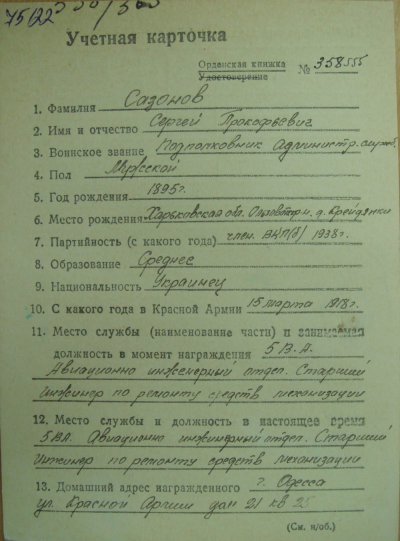 75122
Учетная карточка
Орденская книжка
Удостоверение № 358555
1. Фамилия Сазонов
2. Имя и отчество Сергей Прокофьевич
3. Воинское звание Подполковник администр. служб.
4. Пол Мужской
5. Год рождения 1895 г.
6. Место рождения Харьковская обл.
7. Партийность (с какого года) член ВКП(б) 1938 г.
8. Образование Среднее
9. Национальность Украинец
10. С какого года в Красной Армии 15 марта 1918 г.
11. Место службы (наименование части) и занимаемая
должность в момент награждения 5 В.А.
Авиационно инженерный отдел. Старший
инженер по ремонту средств механизации
12. Место службы и должность в настоящее время
5 ВА. Авиационно инженерный отдел. Старший
инженер по ремонту средств механизации
13. Домашний адрес награжденного г. Одесса
ул. Красной Армии дом 21 кв 25
(См. н/об.)